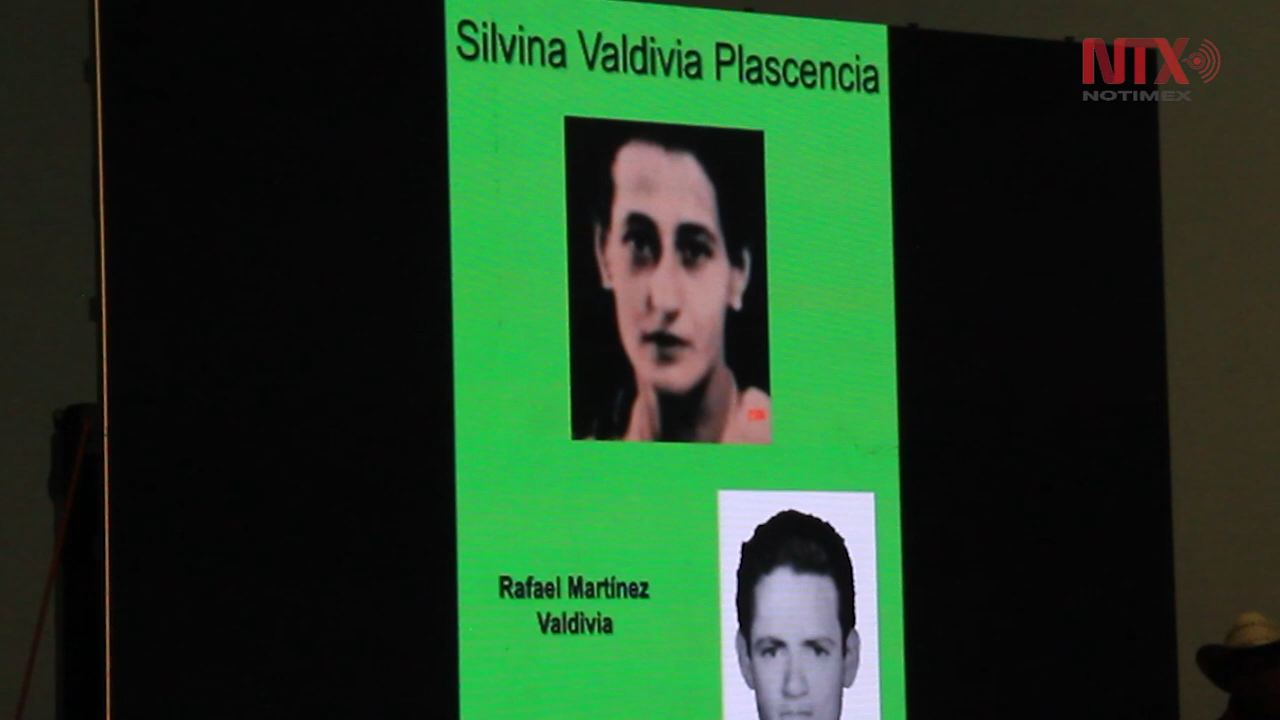 Silvina Valdivia Plascencia
NTX
NOTIMEX
Rafael Martínez
Valdivia